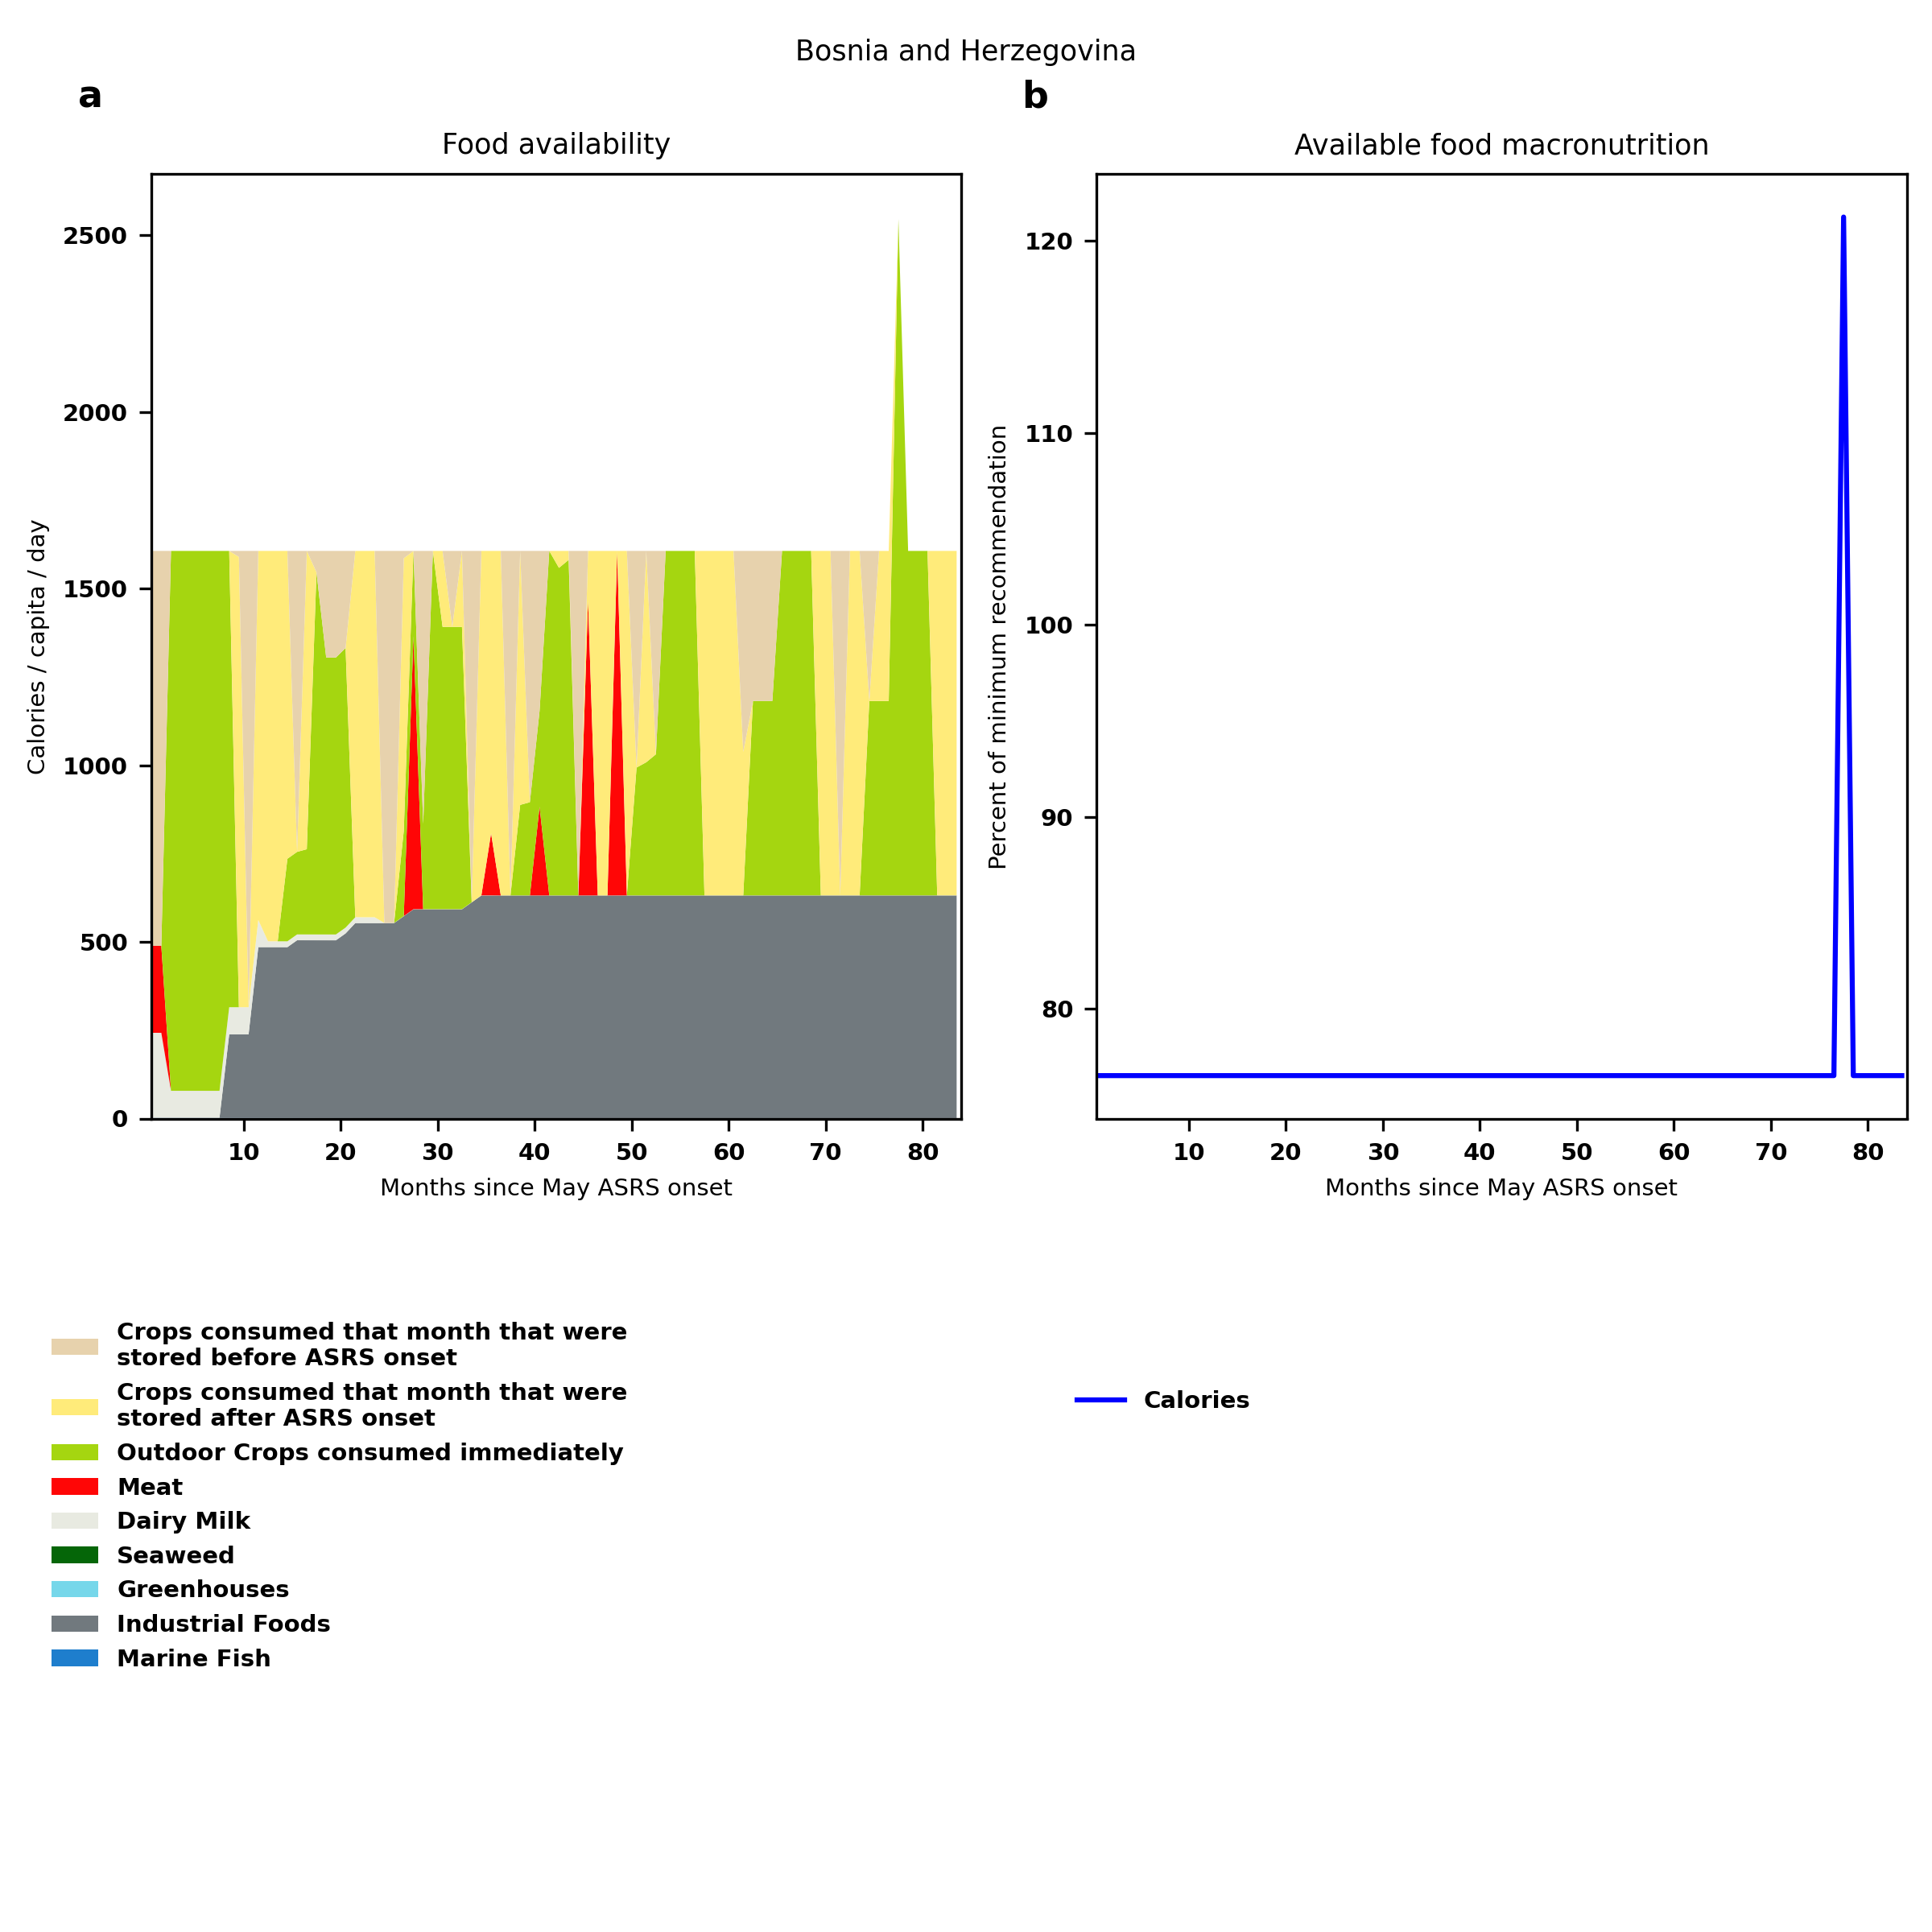 Bosnia and Herzegovina
a
Food availability
Calories / capita / day
2500
2000
1500
1000
500
0
10 20 30 40 50 60 70 80
Months since May ASRS onset
b
Available food macronutrition
Percent of minimum recommendation
120
110
100
90
80
10 20 30 40 50 60 70 80
Months since May ASRS onset
Crops consumed that month that were
stored before ASRS onset
Crops consumed that month that were
stored after ASRS onset
Outdoor Crops consumed immediately
Meat
Dairy Milk
Seaweed
Greenhouses
Industrial Foods
Marine Fish
Calories